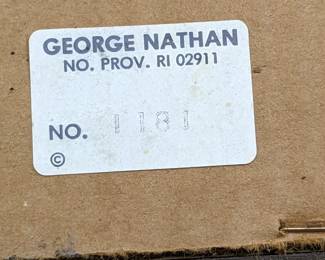 GEORGE NATHAN
NO. PROV. RI 02911
NO. 1181
©